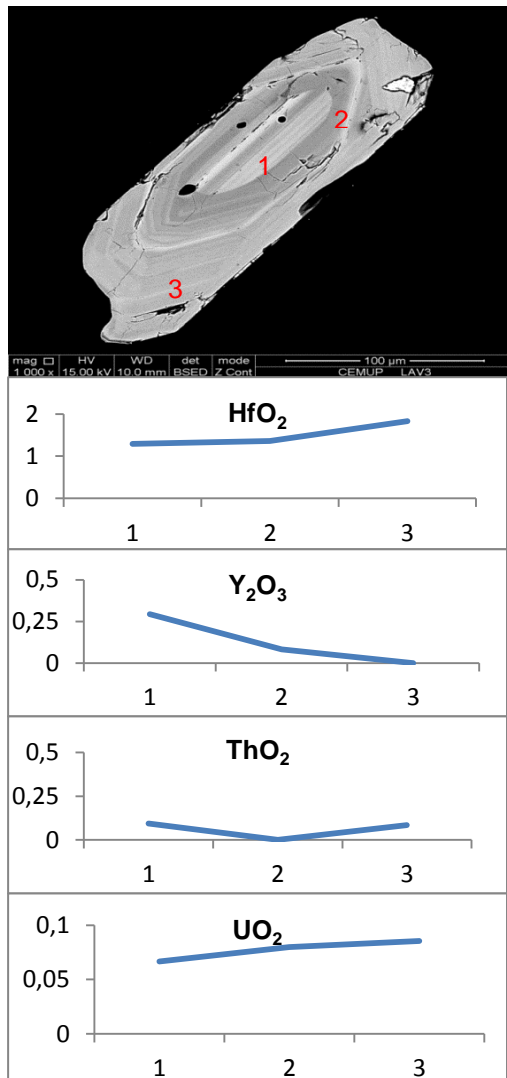 1
2
3
mag □ HV WD det mode 100 µm
1 000 x 15.00 kV 10.0 mm BSED Z Cont CEMUP LAV3
HfO₂
2
1
0
1 2 3
Y₂O₃
0,5
0,25
0
1 2 3
ThO₂
0,5
0,25
0
1 2 3
UO₂
0,1
0,05
0
1 2 3